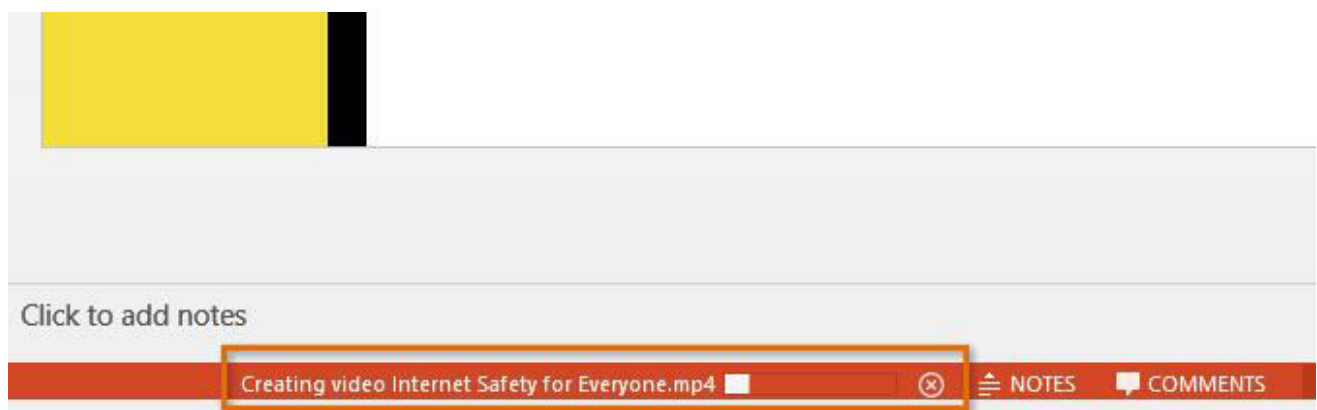 Click to add notes
Creating video Internet Safety for Everyone.mp4 NOTES COMMENTS